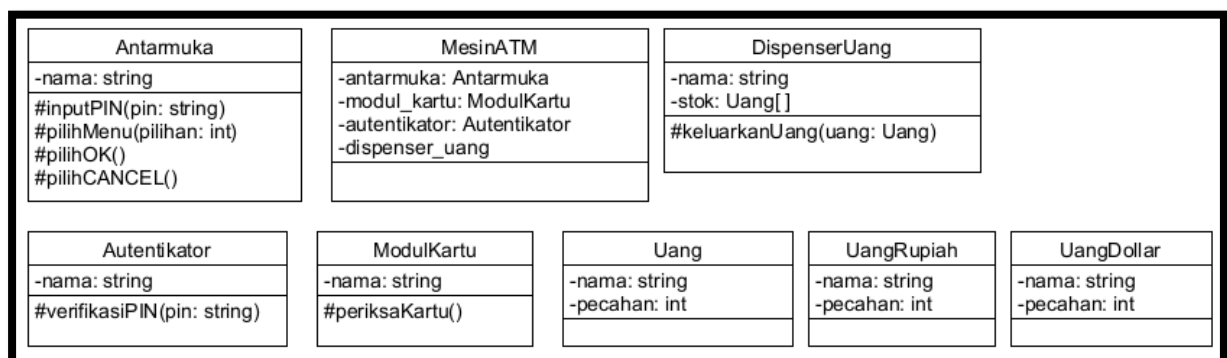 Antarmuka
-nama: string
#inputPIN(pin: string)
#pilihMenu(pilihan: int)
#pilihOK()
#pilihCANCEL()
MesinATM
-antarmuka: Antarmuka
-modul_kartu: ModulKartu
-autentikator: Autentikator
-dispenser_uang
DispenserUang
-nama: string
-stok: Uang[ ]
#keluarkanUang(uang: Uang)
Autentikator
-nama: string
#verifikasiPIN(pin: string)
ModulKartu
-nama: string
#periksaKartu()
Uang
-nama: string
-pecahan: int
UangRupiah
-nama: string
-pecahan: int
UangDollar
-nama: string
-pecahan: int